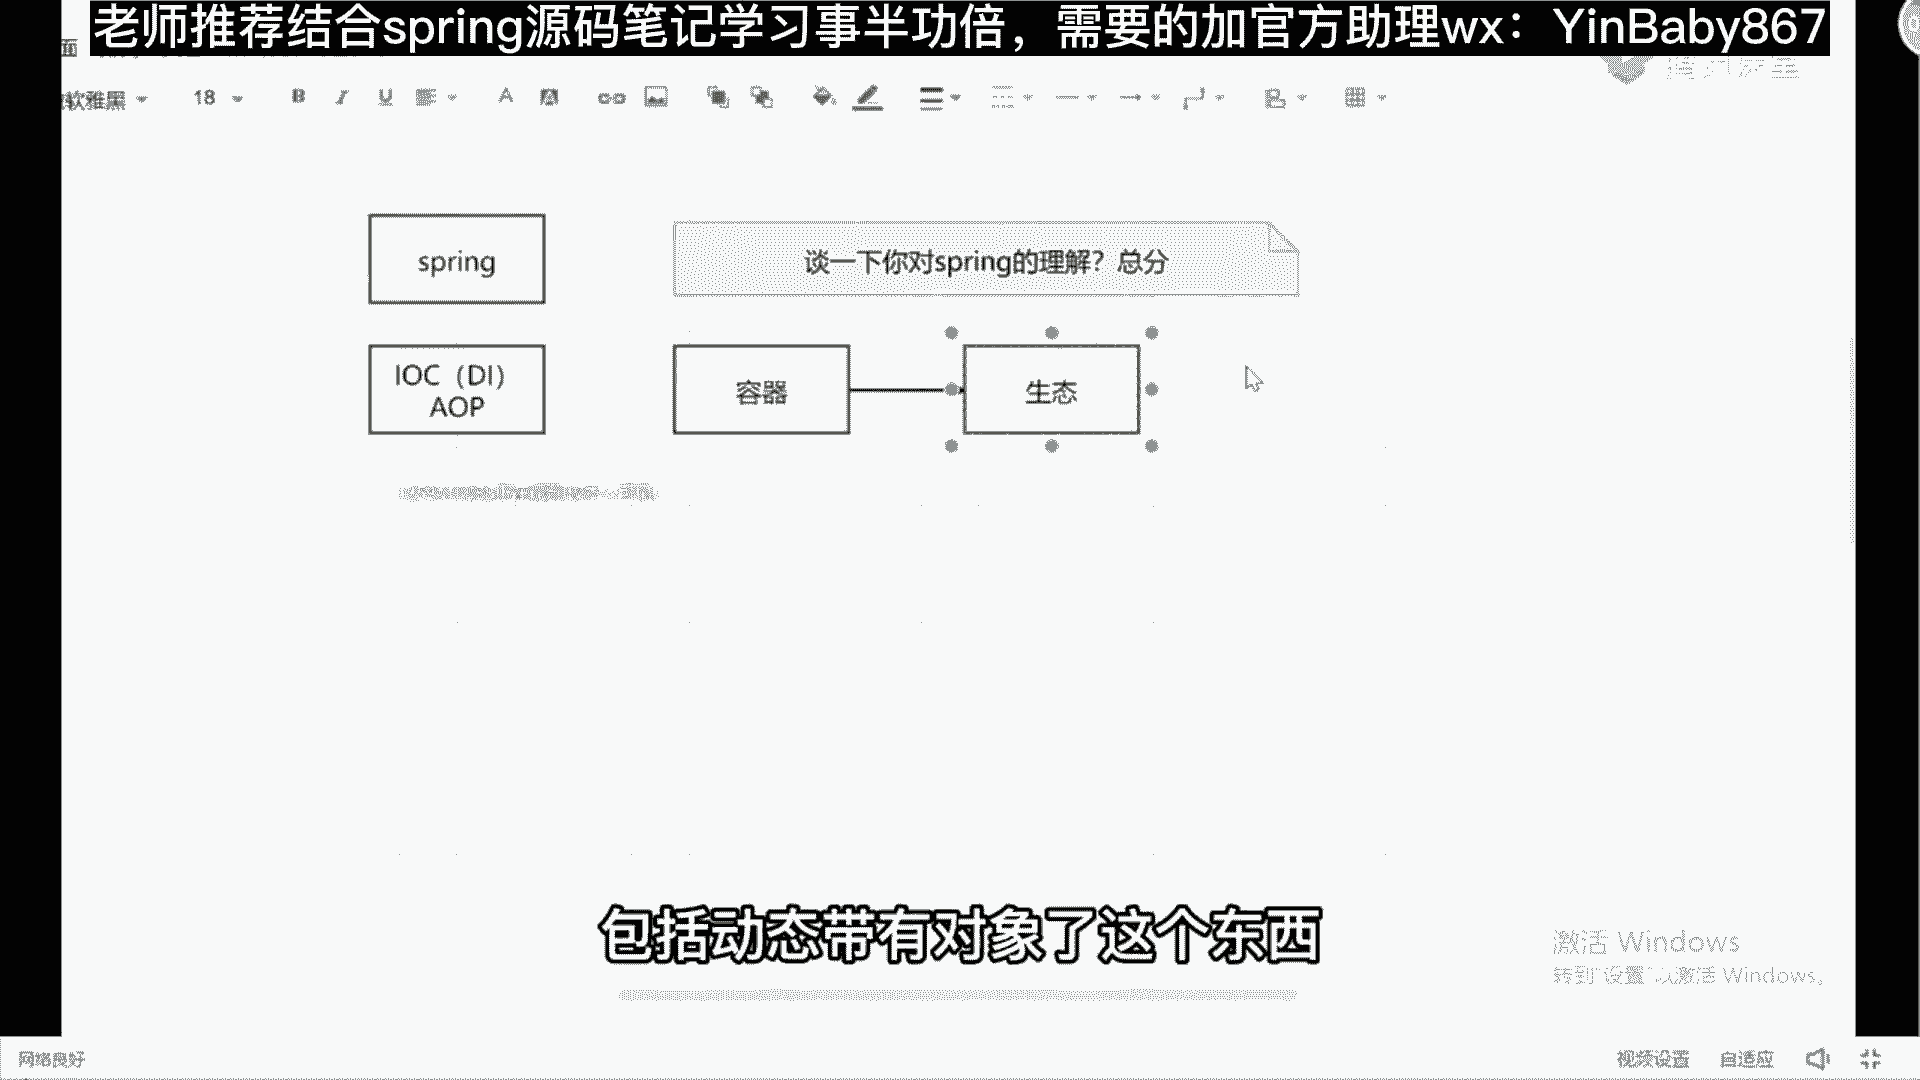 老师推荐结合spring源码笔记学习事半功倍，需要的加官方助理wx：YinBaby867
面
软雅黑 18 B I U A A
spring
谈一下你对spring的理解？总分
IOC（DI）
AOP
容器
生态
包括动态带有对象了这个东西
激活 Windows
转到"设置"以激活 Windows。
网络良好
视频设置 自适应